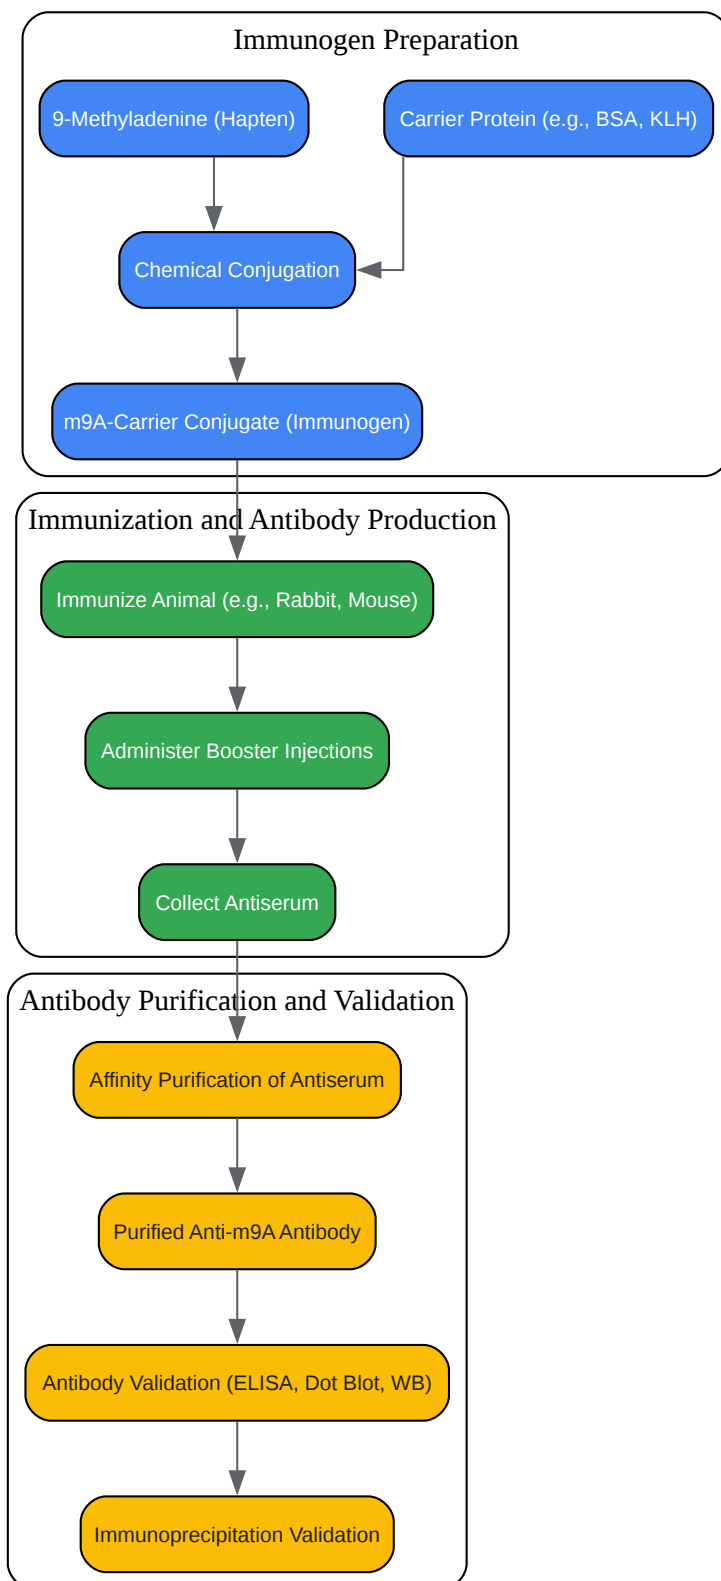 Immunogen Preparation
9-Methyladenine (Hapten)
Carrier Protein (e.g., BSA, KLH)
Chemical Conjugation
m9A-Carrier Conjugate (Immunogen)
Immunization and Antibody Production
Immunize Animal (e.g., Rabbit, Mouse)
Administer Booster Injections
Collect Antiserum
Antibody Purification and Validation
Affinity Purification of Antiserum
Purified Anti-m9A Antibody
Antibody Validation (ELISA, Dot Blot, WB)
Immunoprecipitation Validation